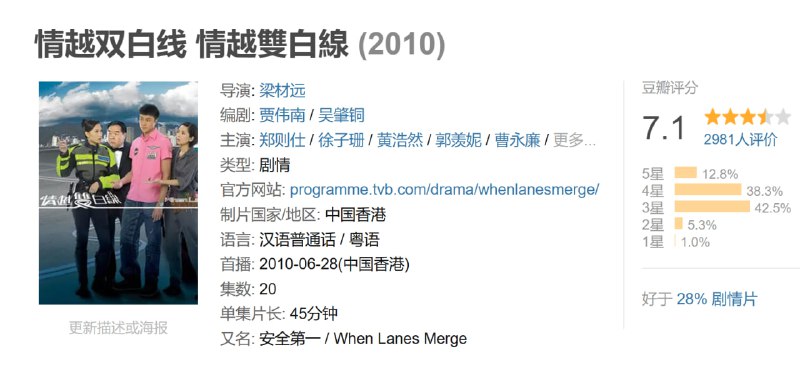 情越双白线 情越雙白線 (2010)
情越雙白線
更新描述或海报
导演: 梁材远
编剧: 贾伟南 / 吴肇铜
主演: 郑则仕 / 徐子珊 / 黄浩然 / 郭羡妮 / 曹永廉 / 更多...
类型: 剧情
官方网站: programme.tvb.com/drama/whenlanesmerge/
制片国家/地区: 中国香港
语言: 汉语普通话 / 粤语
首播: 2010-06-28(中国香港)
集数: 20
单集片长: 45分钟
又名: 安全第一 / When Lanes Merge
豆瓣评分
7.1
2981人评价
5星 12.8%
4星 38.3%
3星 42.5%
2星 5.3%
1星 1.0%
好于 28% 剧情片